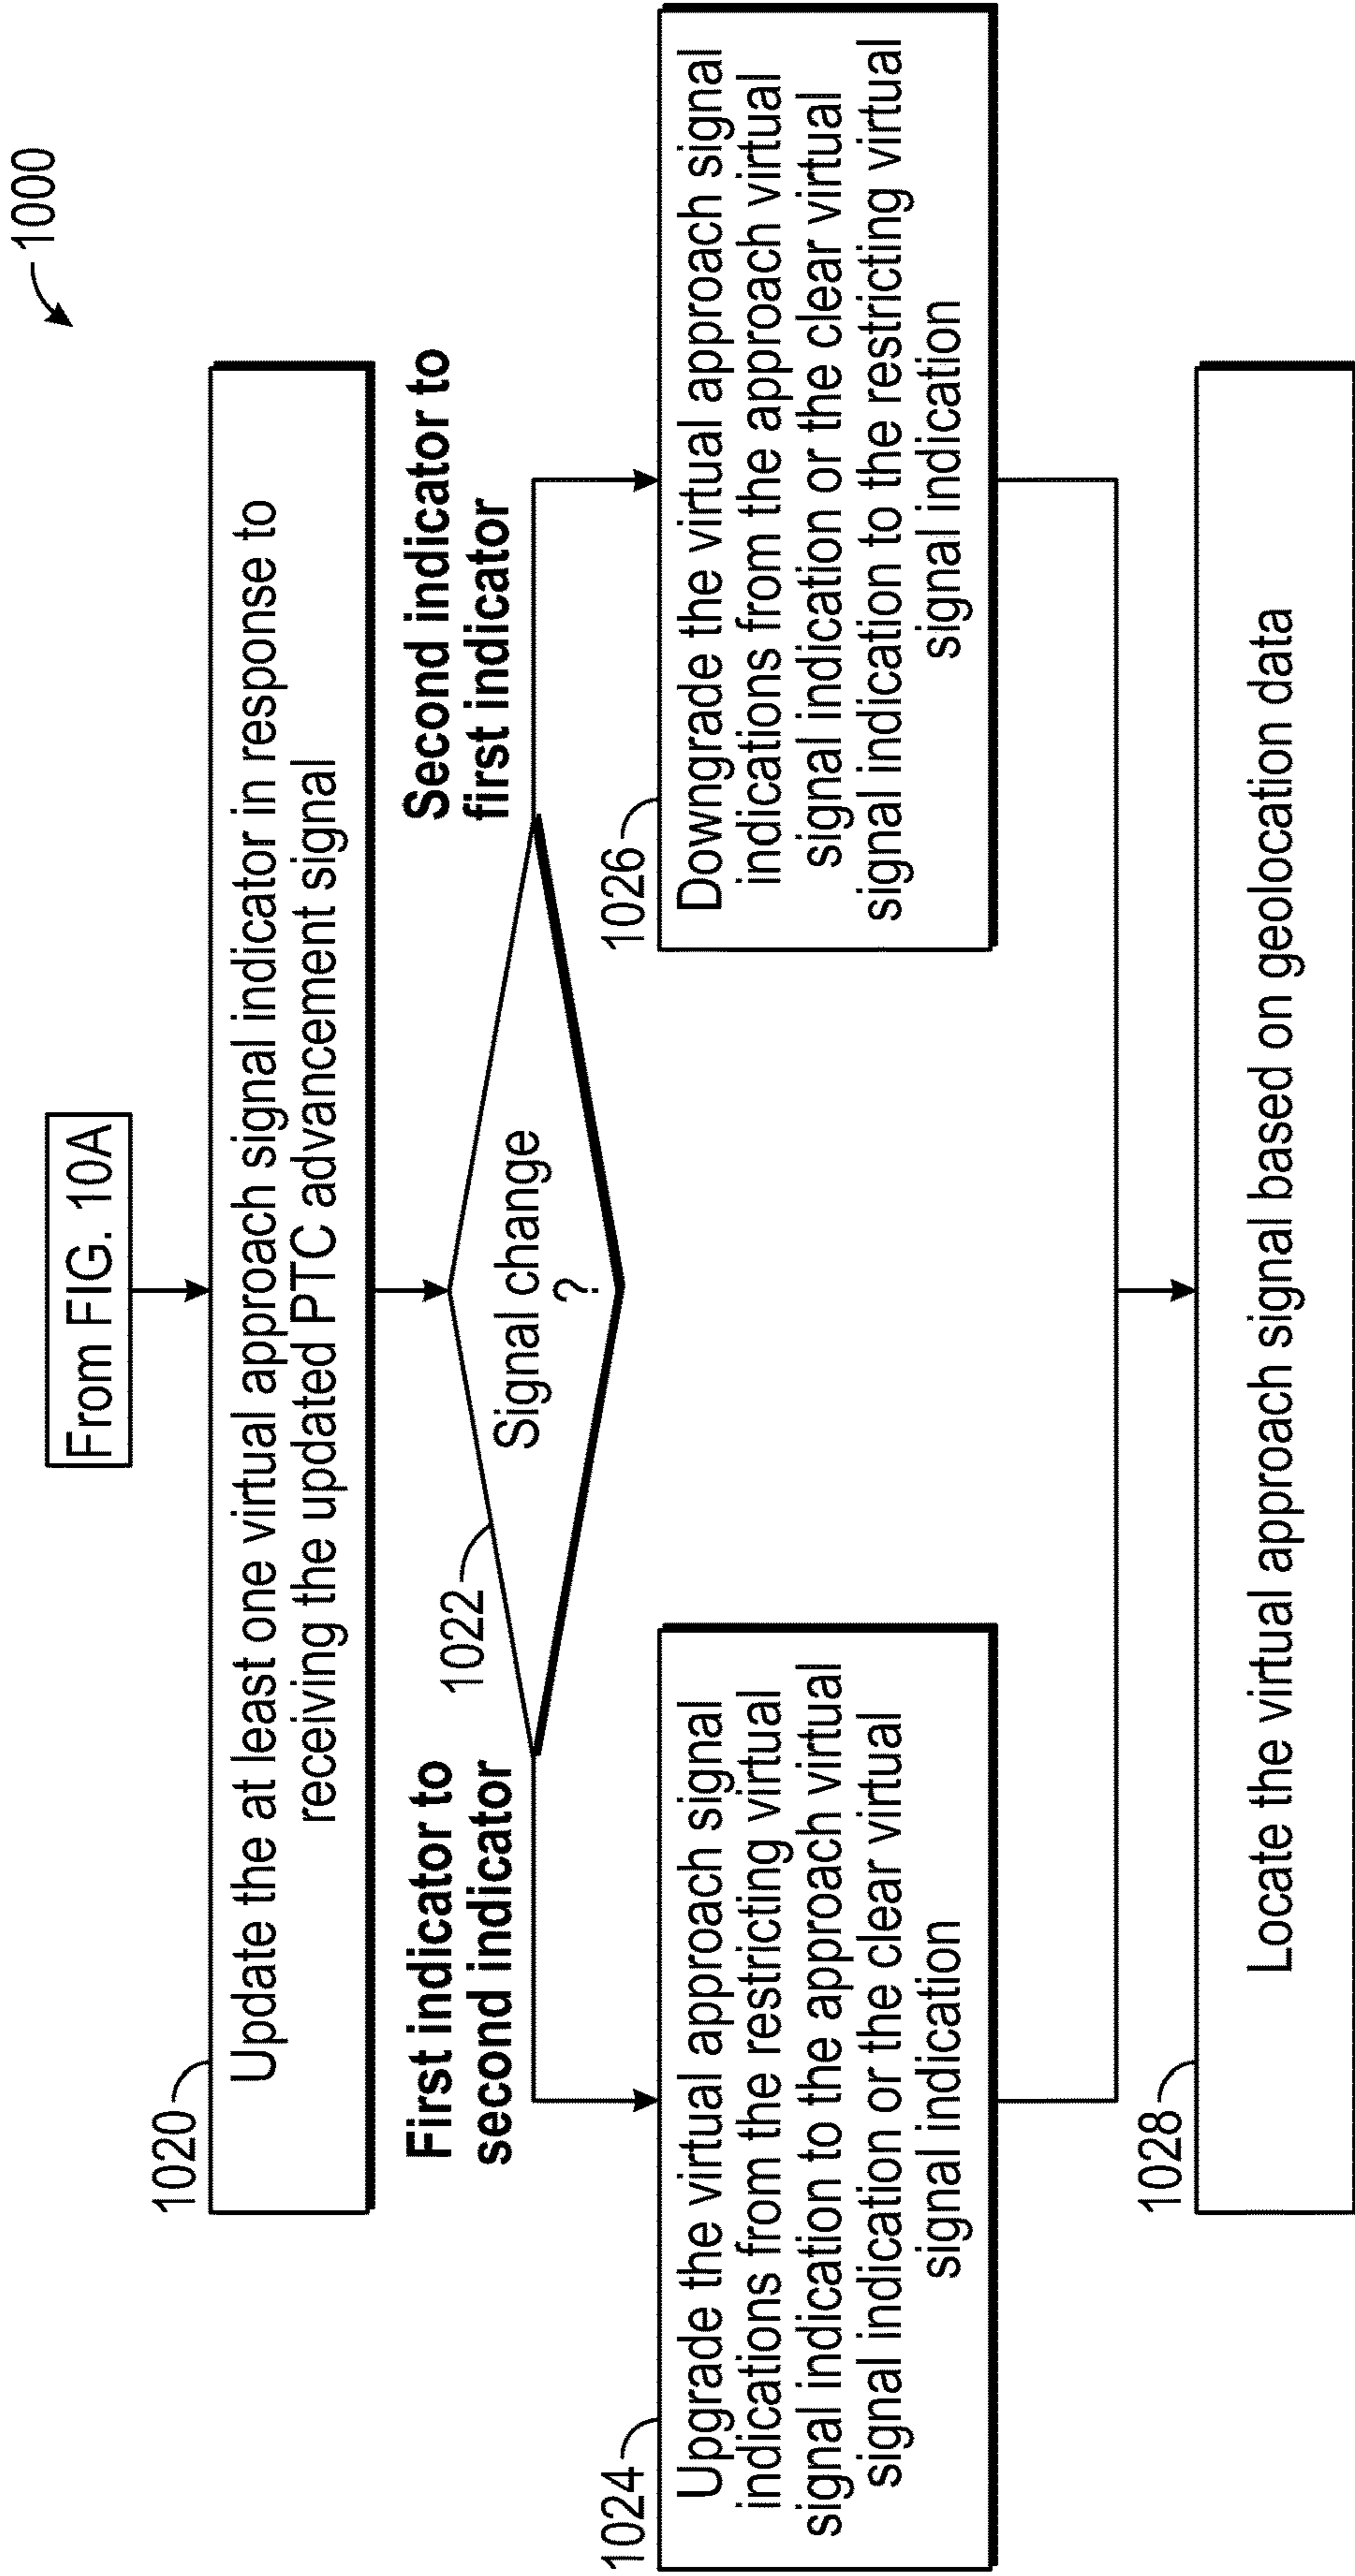 1000
From FIG. 10A
1020
Update the at least one virtual approach signal indicator in response to
receiving the updated PTC advancement signal
1022
Signal change
?
First indicator to
second indicator
Second indicator to
first indicator
1024
Upgrade the virtual approach signal
indications from the restricting virtual
signal indication to the approach virtual
signal indication or the clear virtual
signal indication
1026
Downgrade the virtual approach signal
indications from the approach virtual
signal indication or the clear virtual
signal indication to the restricting virtual
signal indication
1028
Locate the virtual approach signal based on geolocation data